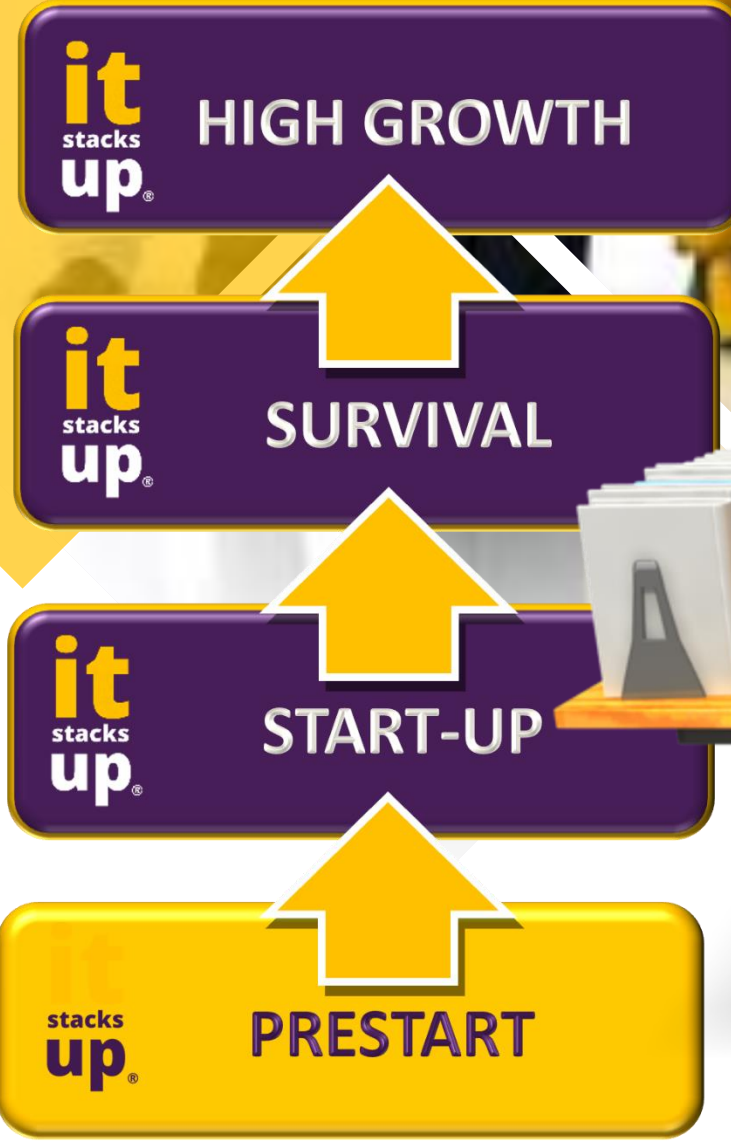 it
stacks
up®
HIGH GROWTH
it
stacks
up®
SURVIVAL
it
stacks
up®
START-UP
it
stacks
up®
PRESTART